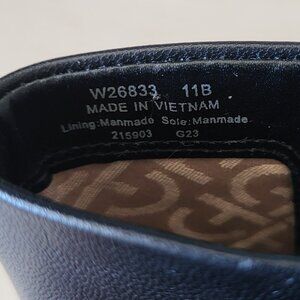 W26833 11B
MADE IN VIETNAM
Lining:Manmade Sole:Manmade
215903 G23